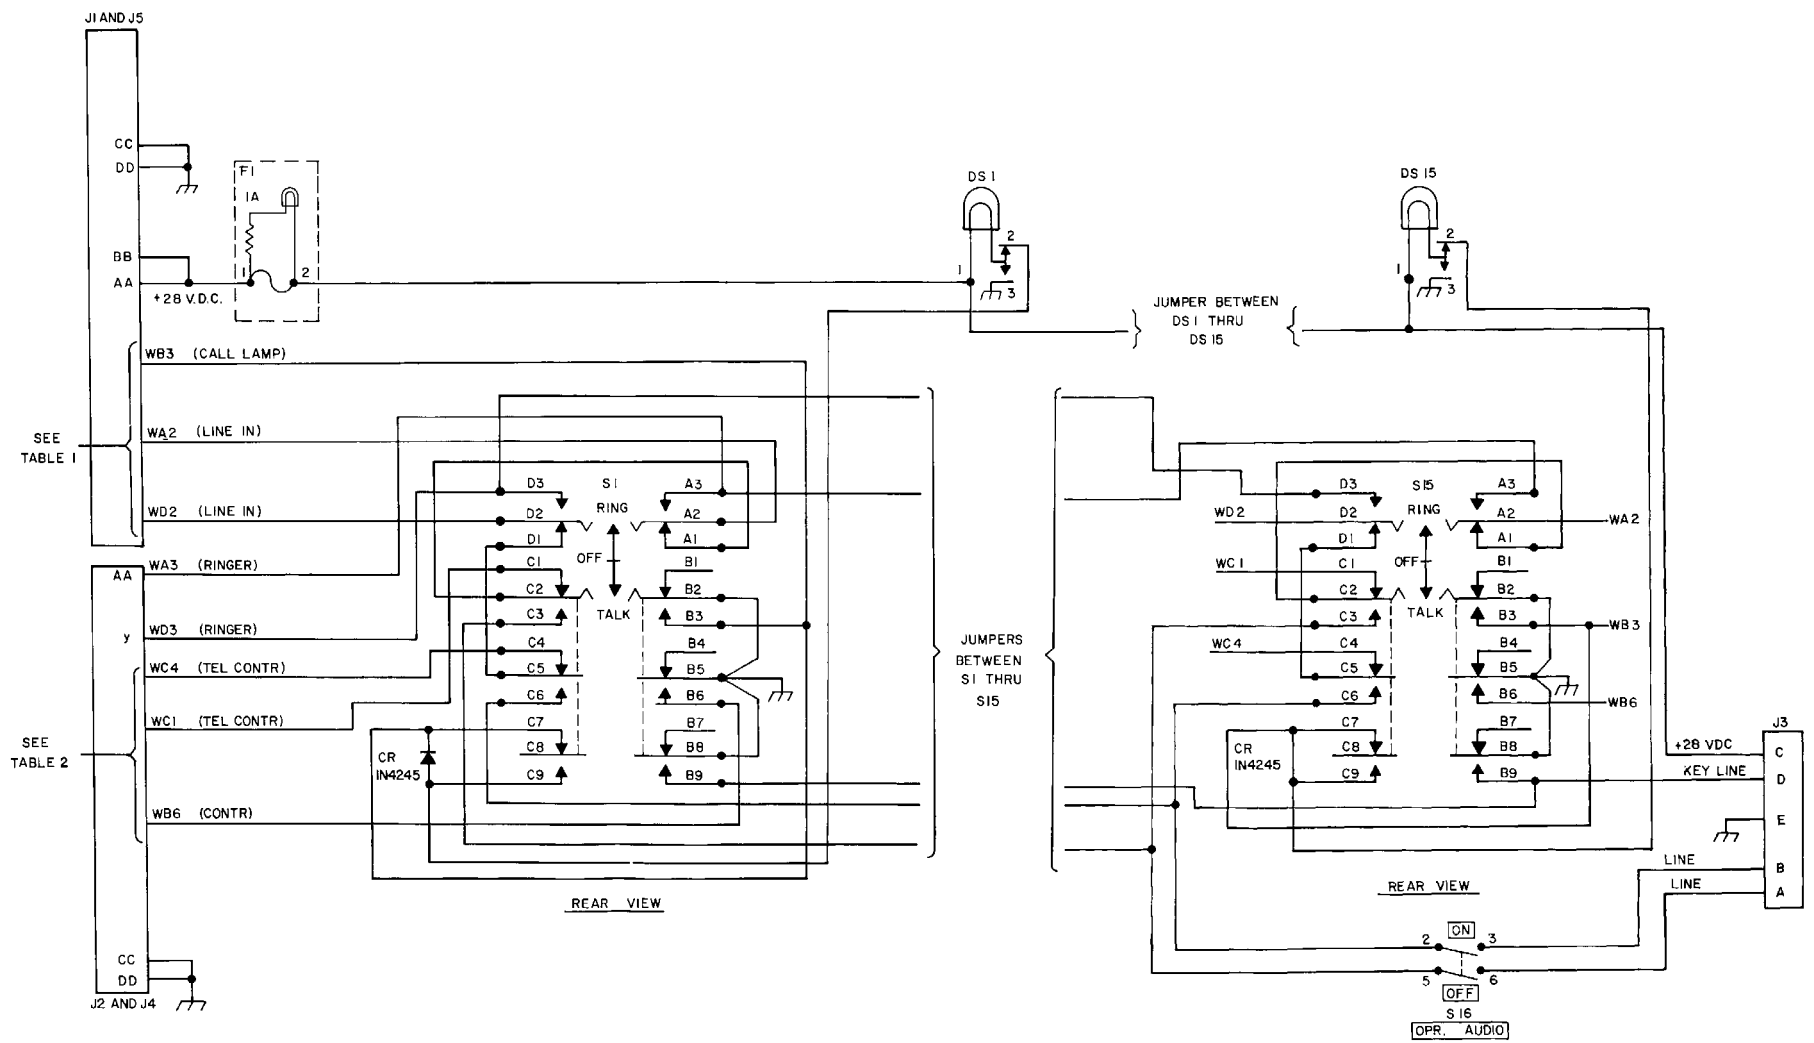 J1 AND J5
CC
DD
BB
AA
+28 V.D.C.
F1
1A
1
2
DS 1
1
2
3
DS 15
1
2
3
JUMPER BETWEEN
DS 1 THRU
DS 15
WB3 (CALL LAMP)
WA2 (LINE IN)
WD2 (LINE IN)
SEE
TABLE 1
AA
WA3 (RINGER)
y
WD3 (RINGER)
WC4 (TEL CONTR)
WC1 (TEL CONTR)
SEE
TABLE 2
WB6 (CONTR)
CC
DD
J2 AND J4
D3
D2
D1
C1
C2
C3
C4
C5
C6
C7
C8
C9
S1
RING
OFF
TALK
A3
A2
A1
B1
B2
B3
B4
B5
B6
B7
B8
B9
CR
IN4245
REAR VIEW
JUMPERS
BETWEEN
S1 THRU
S15
WD2
WC1
WC4
D3
D2
D1
C1
C2
C3
C4
C5
C6
C7
C8
C9
S15
RING
OFF
TALK
A3
A2
A1
B1
B2
B3
B4
B5
B6
B7
B8
B9
WA2
WB3
WB6
CR
IN4245
REAR VIEW
J3
+28 VDC
C
KEY LINE
D
E
LINE
B
LINE
A
2
ON
3
5
OFF
6
S16
OPR. AUDIO